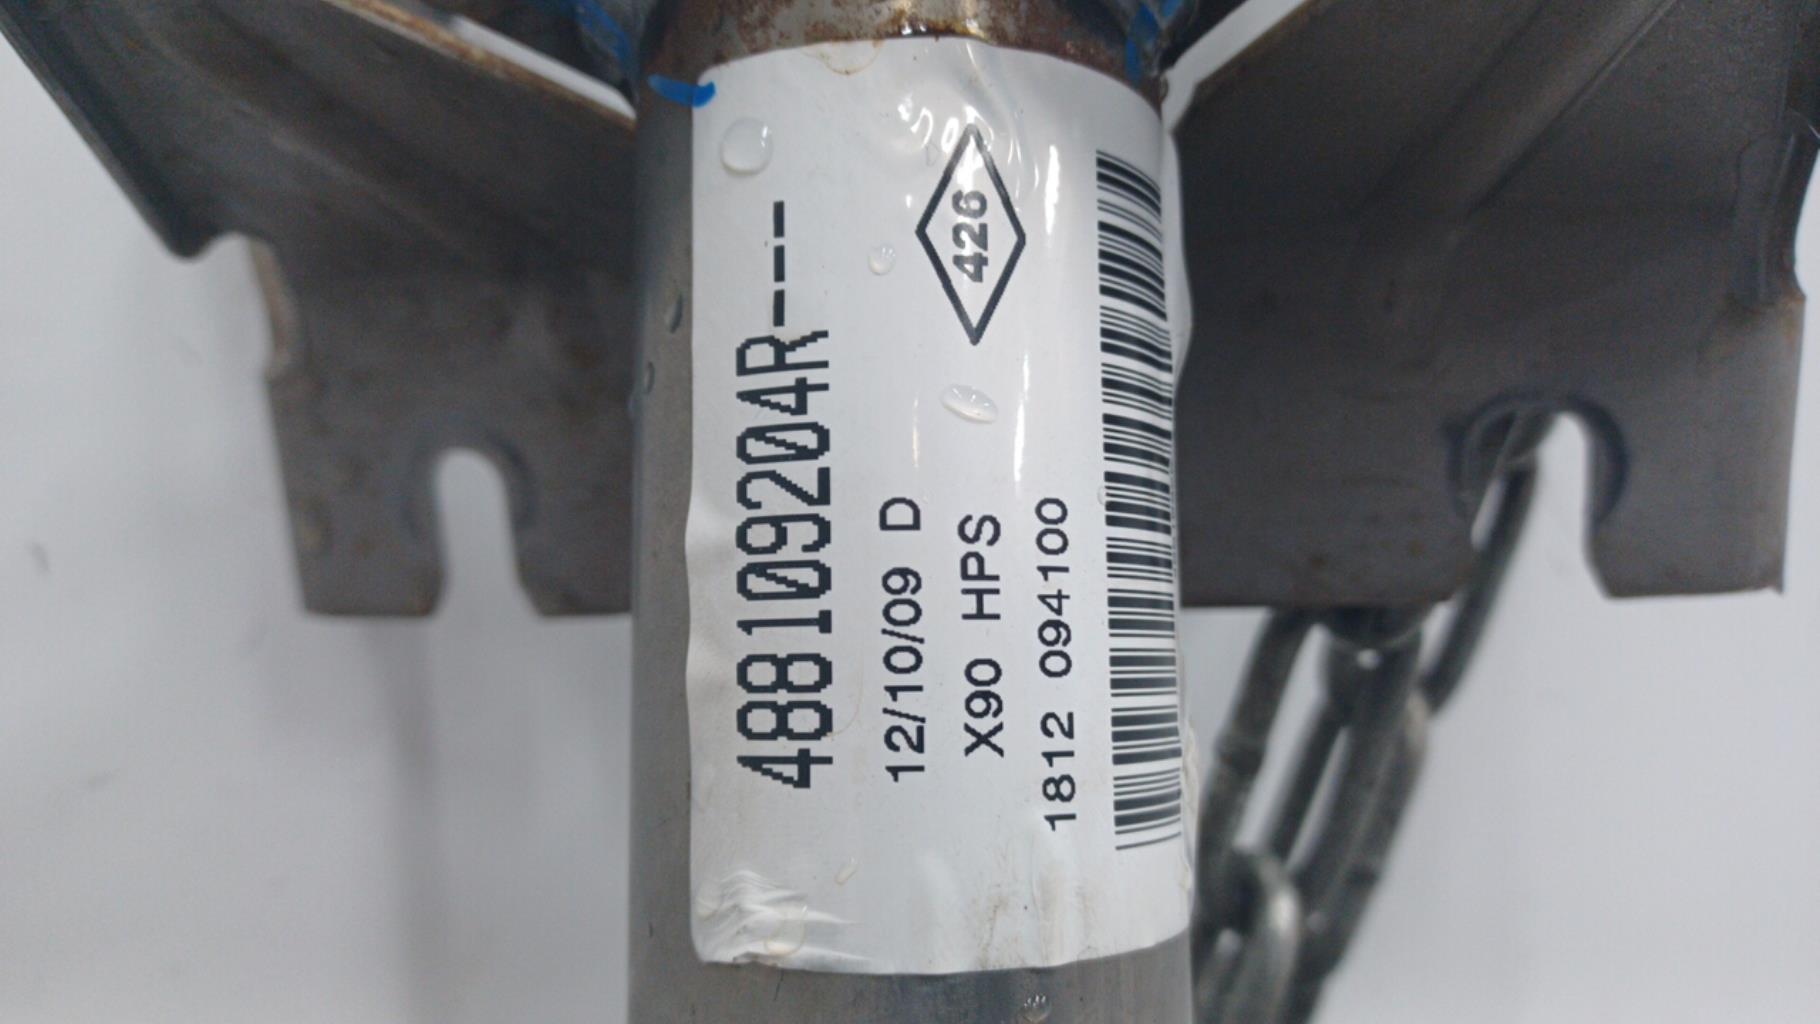 488109204R----
12/10/09 D
426
X90 HPS
1812 094100